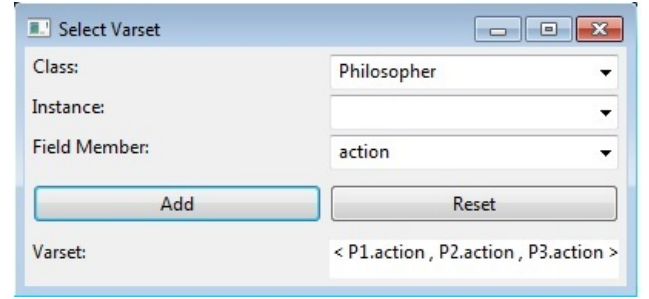 Select Varset
Class: Philosopher
Instance:
Field Member: action
Add Reset
Varset: < P1.action , P2.action , P3.action >